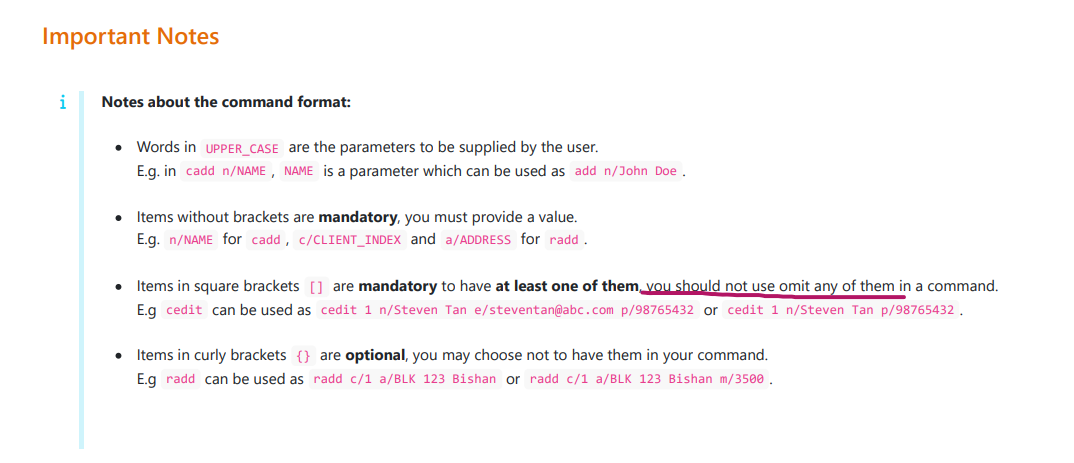 Important Notes
i Notes about the command format:
• Words in UPPER_CASE are the parameters to be supplied by the user.
E.g. in cadd n/NAME , NAME is a parameter which can be used as add n/John Doe .
• Items without brackets are mandatory, you must provide a value.
E.g. n/NAME for cadd , c/CLIENT_INDEX and a/ADDRESS for radd .
• Items in square brackets [] are mandatory to have at least one of them, you should not use omit any of them in a command.
E.g cedit can be used as cedit 1 n/Steven Tan e/steventan@abc.com p/98765432 or cedit 1 n/Steven Tan p/98765432 .
• Items in curly brackets {} are optional, you may choose not to have them in your command.
E.g radd can be used as radd c/1 a/BLK 123 Bishan or radd c/1 a/BLK 123 Bishan m/3500 .